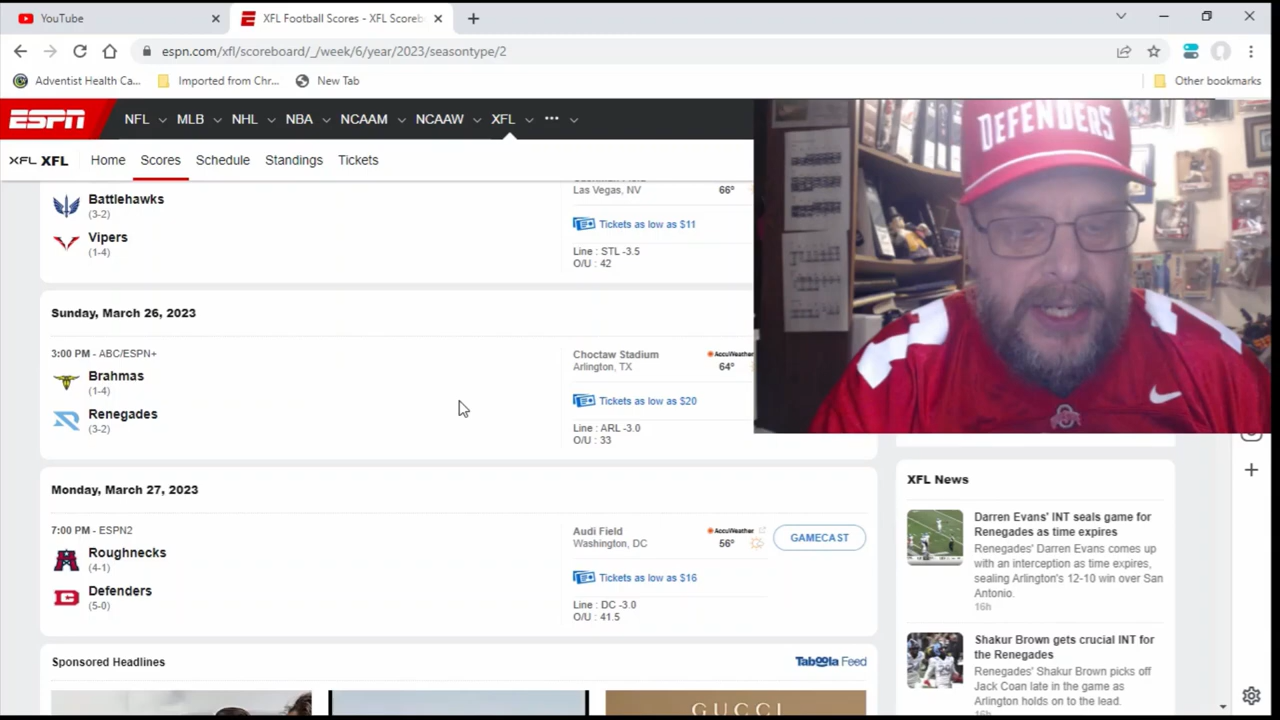 YouTube
XFL Football Scores - XFL Scoreb
espn.com/xfl/scoreboard/_/week/6/year/2023/seasontype/2
Adventist Health Ca...
Imported from Chr...
New Tab
Other bookmarks
ESPN
NFL
MLB
NHL
NBA
NCAAM
NCAAW
XFL
XFL XFL
Home
Scores
Schedule
Standings
Tickets
DEFENDERS
Battlehawks
(3-2)
Vipers
(1-4)
Las Vegas, NV
66°
Tickets as low as $11
Line : STL -3.5
O/U : 42
Sunday, March 26, 2023
3:00 PM - ABC/ESPN+
Brahmas
(1-4)
Renegades
(3-2)
Choctaw Stadium
Arlington, TX
AccuWeather
64°
Tickets as low as $20
Line : ARL -3.0
O/U : 33
Monday, March 27, 2023
7:00 PM - ESPN2
Roughnecks
(4-1)
Defenders
(5-0)
Audi Field
Washington, DC
AccuWeather
56°
GAMECAST
Tickets as low as $16
Line : DC -3.0
O/U : 41.5
XFL News
Darren Evans' INT seals game for
Renegades as time expires
Renegades' Darren Evans comes up
with an interception as time expires,
sealing Arlington's 12-10 win over San
Antonio.
16h
Shakur Brown gets crucial INT for
the Renegades
Renegades' Shakur Brown picks off
Jack Coan late in the game as
Arlington holds on to the lead.
16h
Sponsored Headlines
Taboola Feed
GUCCI